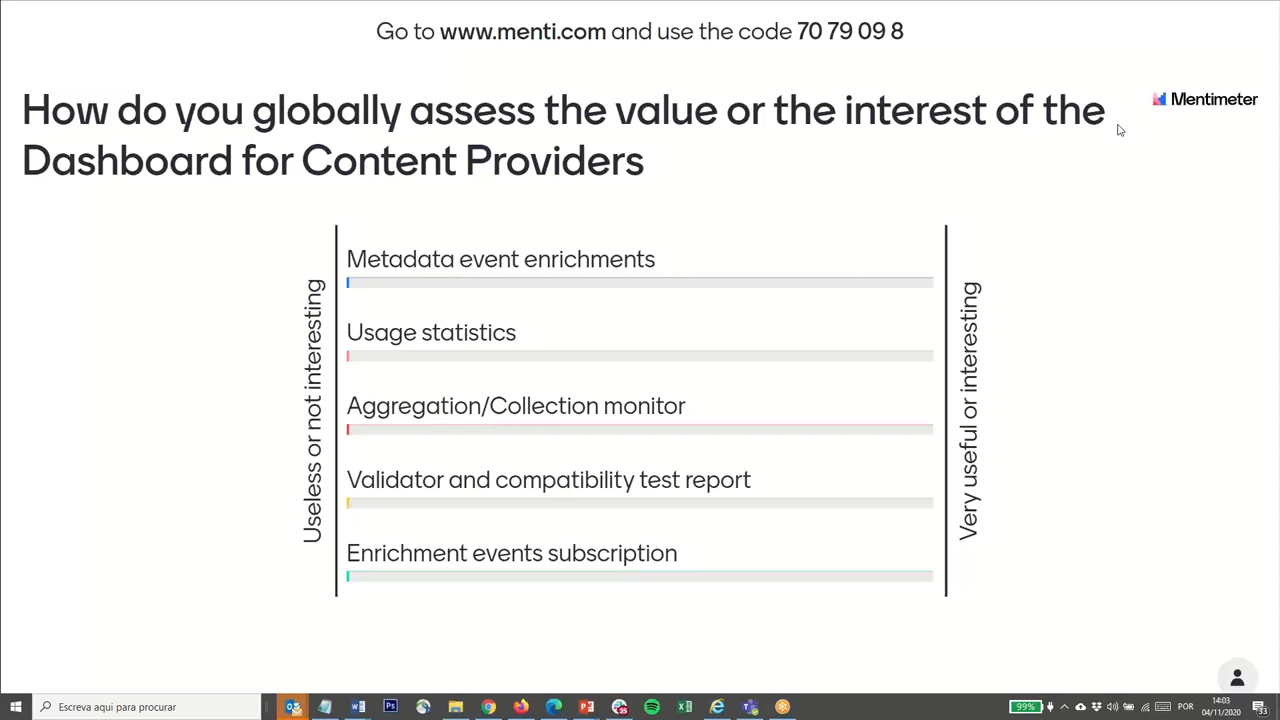 Go to www.menti.com and use the code 70 79 09 8
How do you globally assess the value or the interest of the
Dashboard for Content Providers
Mentimeter
Useless or not interesting
Metadata event enrichments
Usage statistics
Aggregation/Collection monitor
Validator and compatibility test report
Enrichment events subscription
Very useful or interesting
Escreva aqui para procurar
99%
POR
14:03
04/11/2020